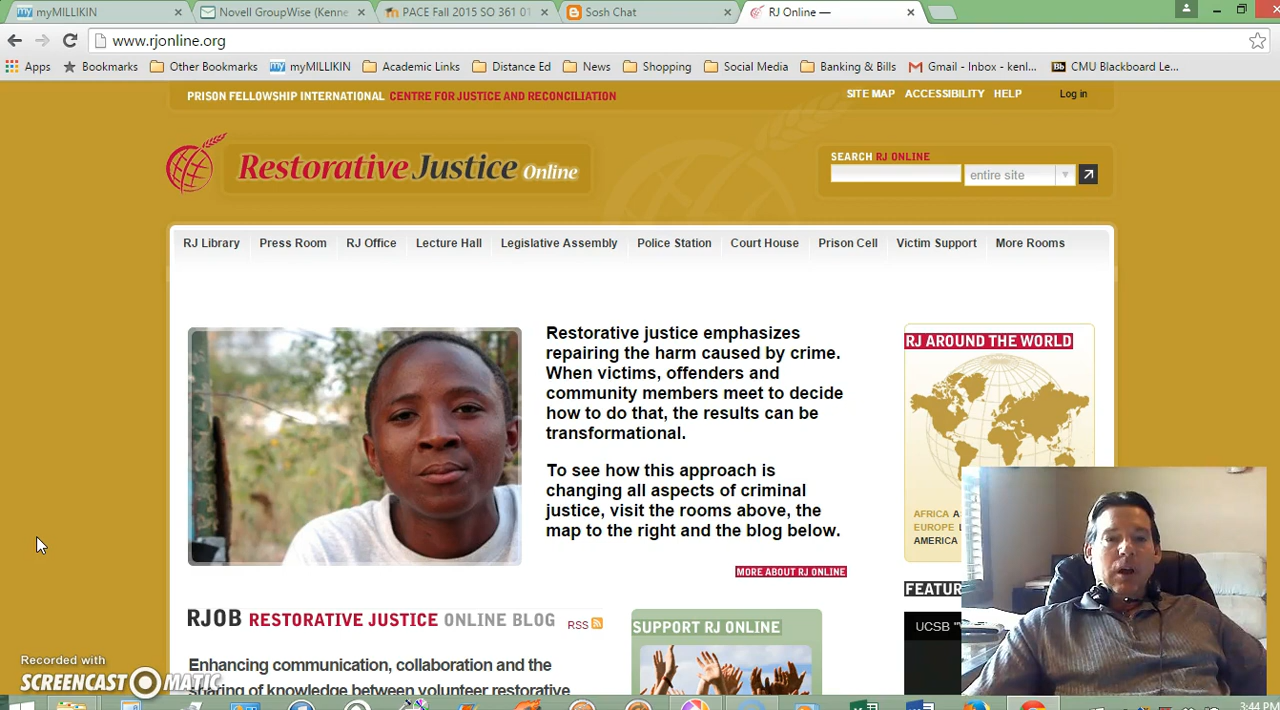 myMILLIKIN
Novell GroupWise (Kenne
PACE Fall 2015 SO 361 01
Sosh Chat
RJ Online —
www.rjonline.org
Apps
Bookmarks
Other Bookmarks
myMILLIKIN
Academic Links
Distance Ed
News
Shopping
Social Media
Banking & Bills
Gmail - Inbox - kenl...
CMU Blackboard Le...
PRISON FELLOWSHIP INTERNATIONAL CENTRE FOR JUSTICE AND RECONCILIATION
SITE MAP ACCESSIBILITY HELP Log in
Restorative Justice Online
SEARCH RJ ONLINE
entire site
RJ Library
Press Room
RJ Office
Lecture Hall
Legislative Assembly
Police Station
Court House
Prison Cell
Victim Support
More Rooms
Restorative justice emphasizes
repairing the harm caused by crime.
When victims, offenders and
community members meet to decide
how to do that, the results can be
transformational.
To see how this approach is
changing all aspects of criminal
justice, visit the rooms above, the
map to the right and the blog below.
MORE ABOUT RJ ONLINE
RJ AROUND THE WORLD
AFRICA
EUROPE
AMERICA
RJOB RESTORATIVE JUSTICE ONLINE BLOG
RSS
Enhancing communication, collaboration and the
sharing of knowledge between volunteer restorative
SUPPORT RJ ONLINE
FEATUR
UCSB
Recorded with
SCREENCAST MATIC
3:44 PM